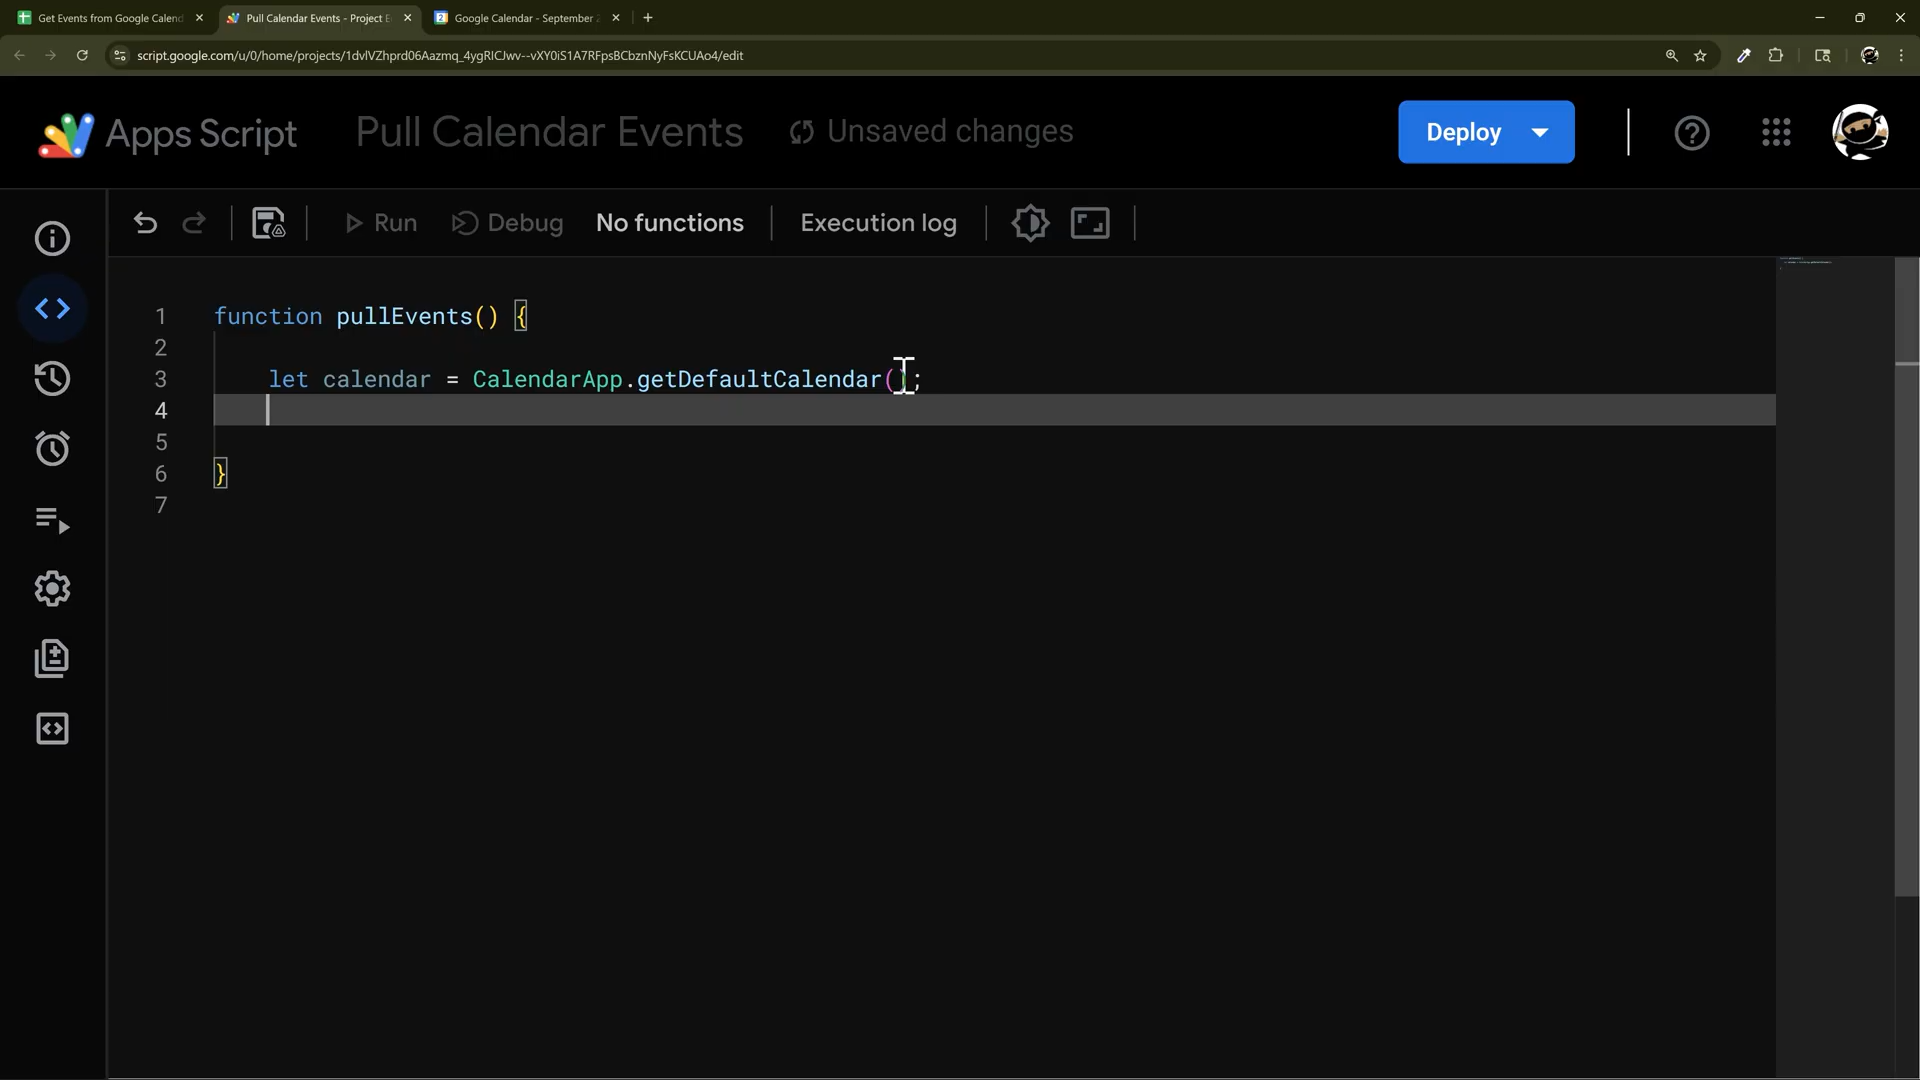 Get Events from Google Calend
Pull Calendar Events - Project E
Google Calendar - September 2
script.google.com/u/0/home/projects/1dvlVZhprd06Aazmq_4ygRlCJwv--vXY0iS1A7RFpsBCbznNyFsKCUAo4/edit
Apps Script
Pull Calendar Events
Unsaved changes
Deploy
Run
Debug
No functions
Execution log
1 function pullEvents() {
2
3 let calendar = CalendarApp.getDefaultCalendar();
4
5
6 }
7